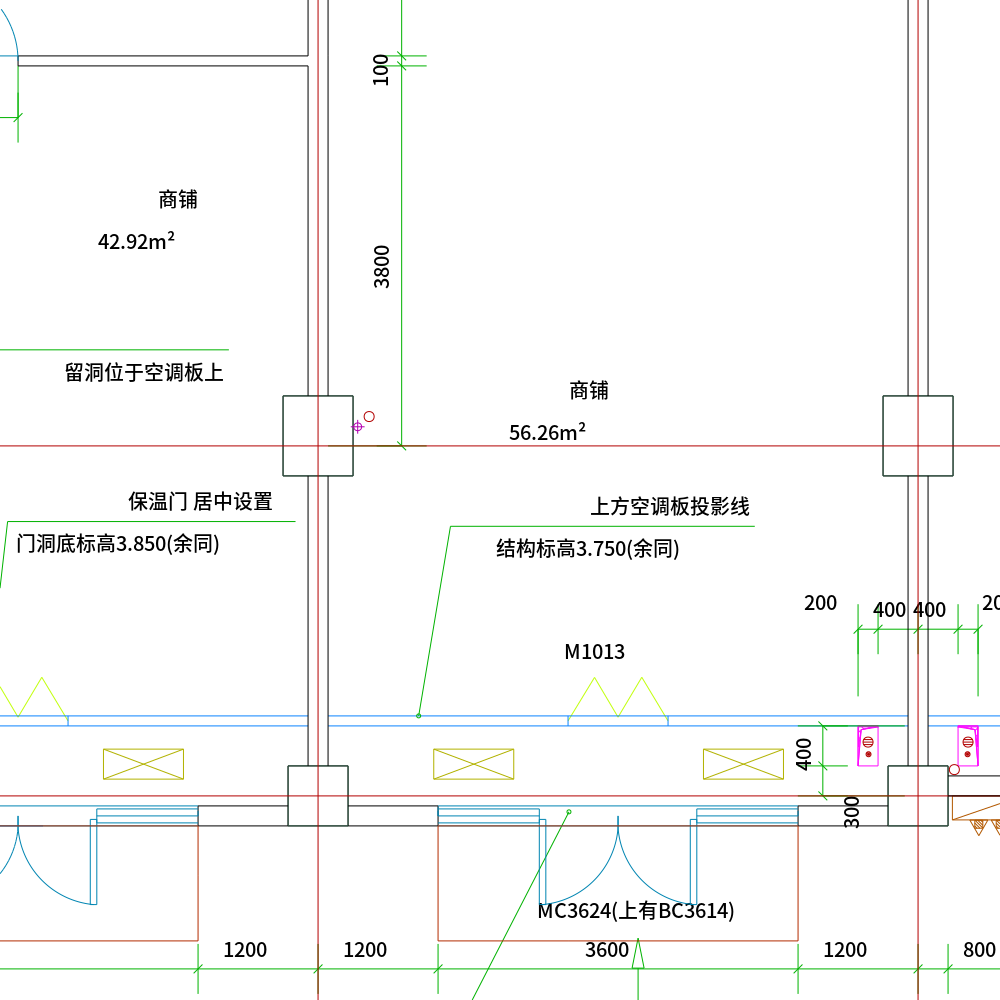 100
商铺
42.92m²
3800
留洞位于空调板上
商铺
56.26m²
保温门 居中设置
门洞底标高3.850(余同)
上方空调板投影线
结构标高3.750(余同)
200
400
400
M1013
400
300
MC3624(上有BC3614)
1200
1200
3600
1200
800